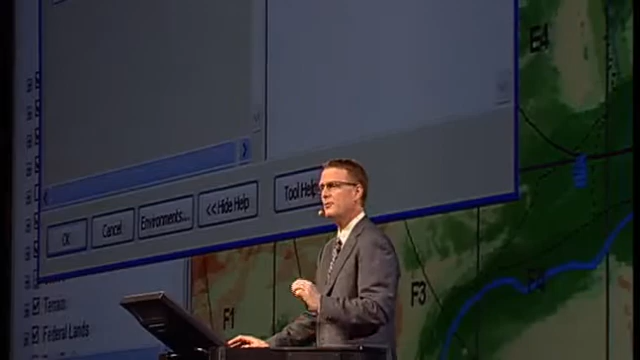 E4
OK Cancel Environments... << Hide Help Tool Help
Terrain
Federal Lands
F1 F3